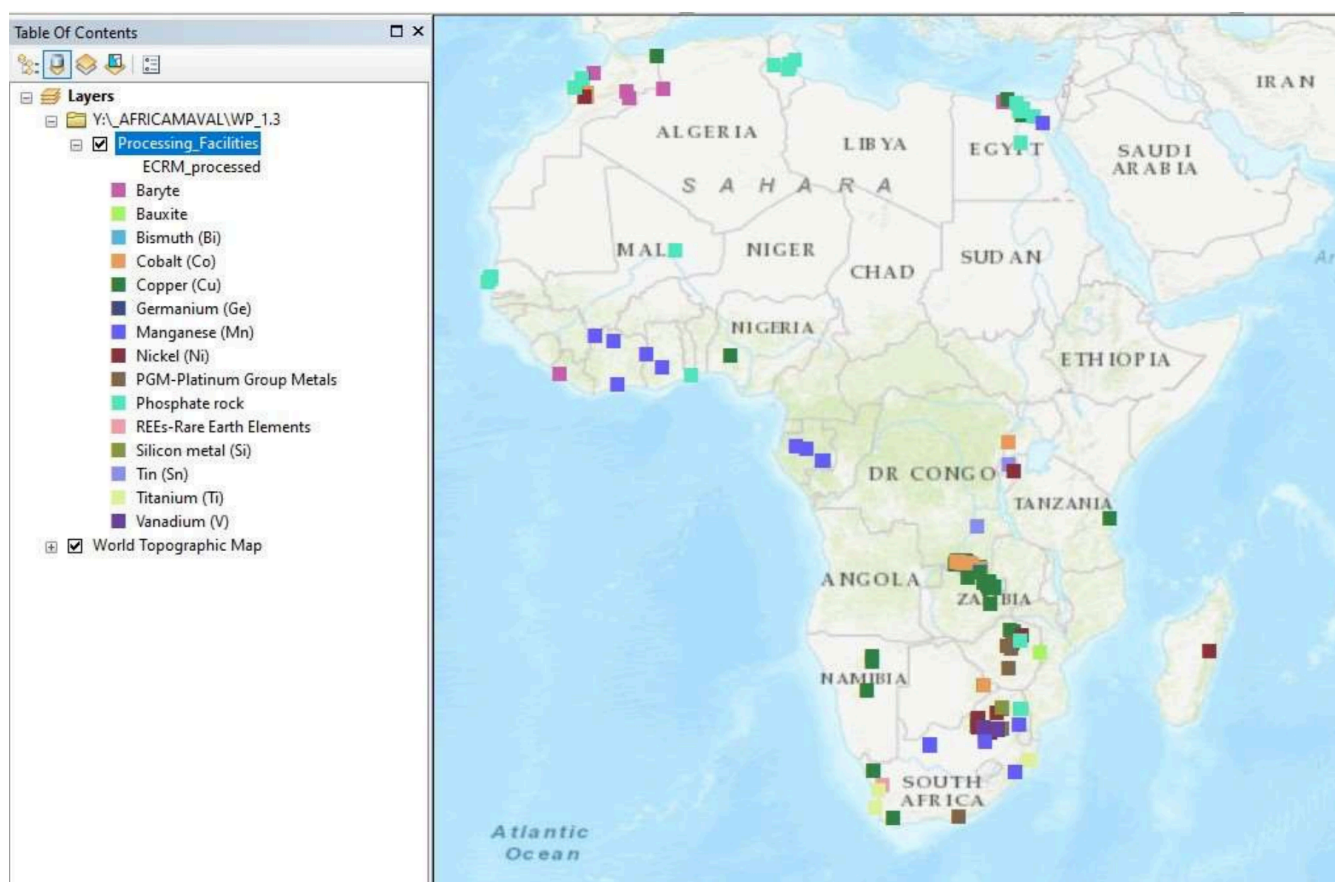 Table Of Contents
Layers
Y:\_AFRICAMAVAL\WP_1.3
Processing_Facilities
ECRM_processed
Baryte
Bauxite
Bismuth (Bi)
Cobalt (Co)
Copper (Cu)
Germanium (Ge)
Manganese (Mn)
Nickel (Ni)
PGM-Platinum Group Metals
Phosphate rock
REEs-Rare Earth Elements
Silicon metal (Si)
Tin (Sn)
Titanium (Ti)
Vanadium (V)
World Topographic Map
IRAN
ALGERIA
LIBYA
EGYPT
SAUDI
ARABIA
SAHARA
MALI
NIGER
CHAD
SUDAN
NIGERIA
ETHIOPIA
DR CONGO
TANZANIA
ANGOLA
ZAMBIA
NAMIBIA
SOUTH
AFRICA
Atlantic
Ocean